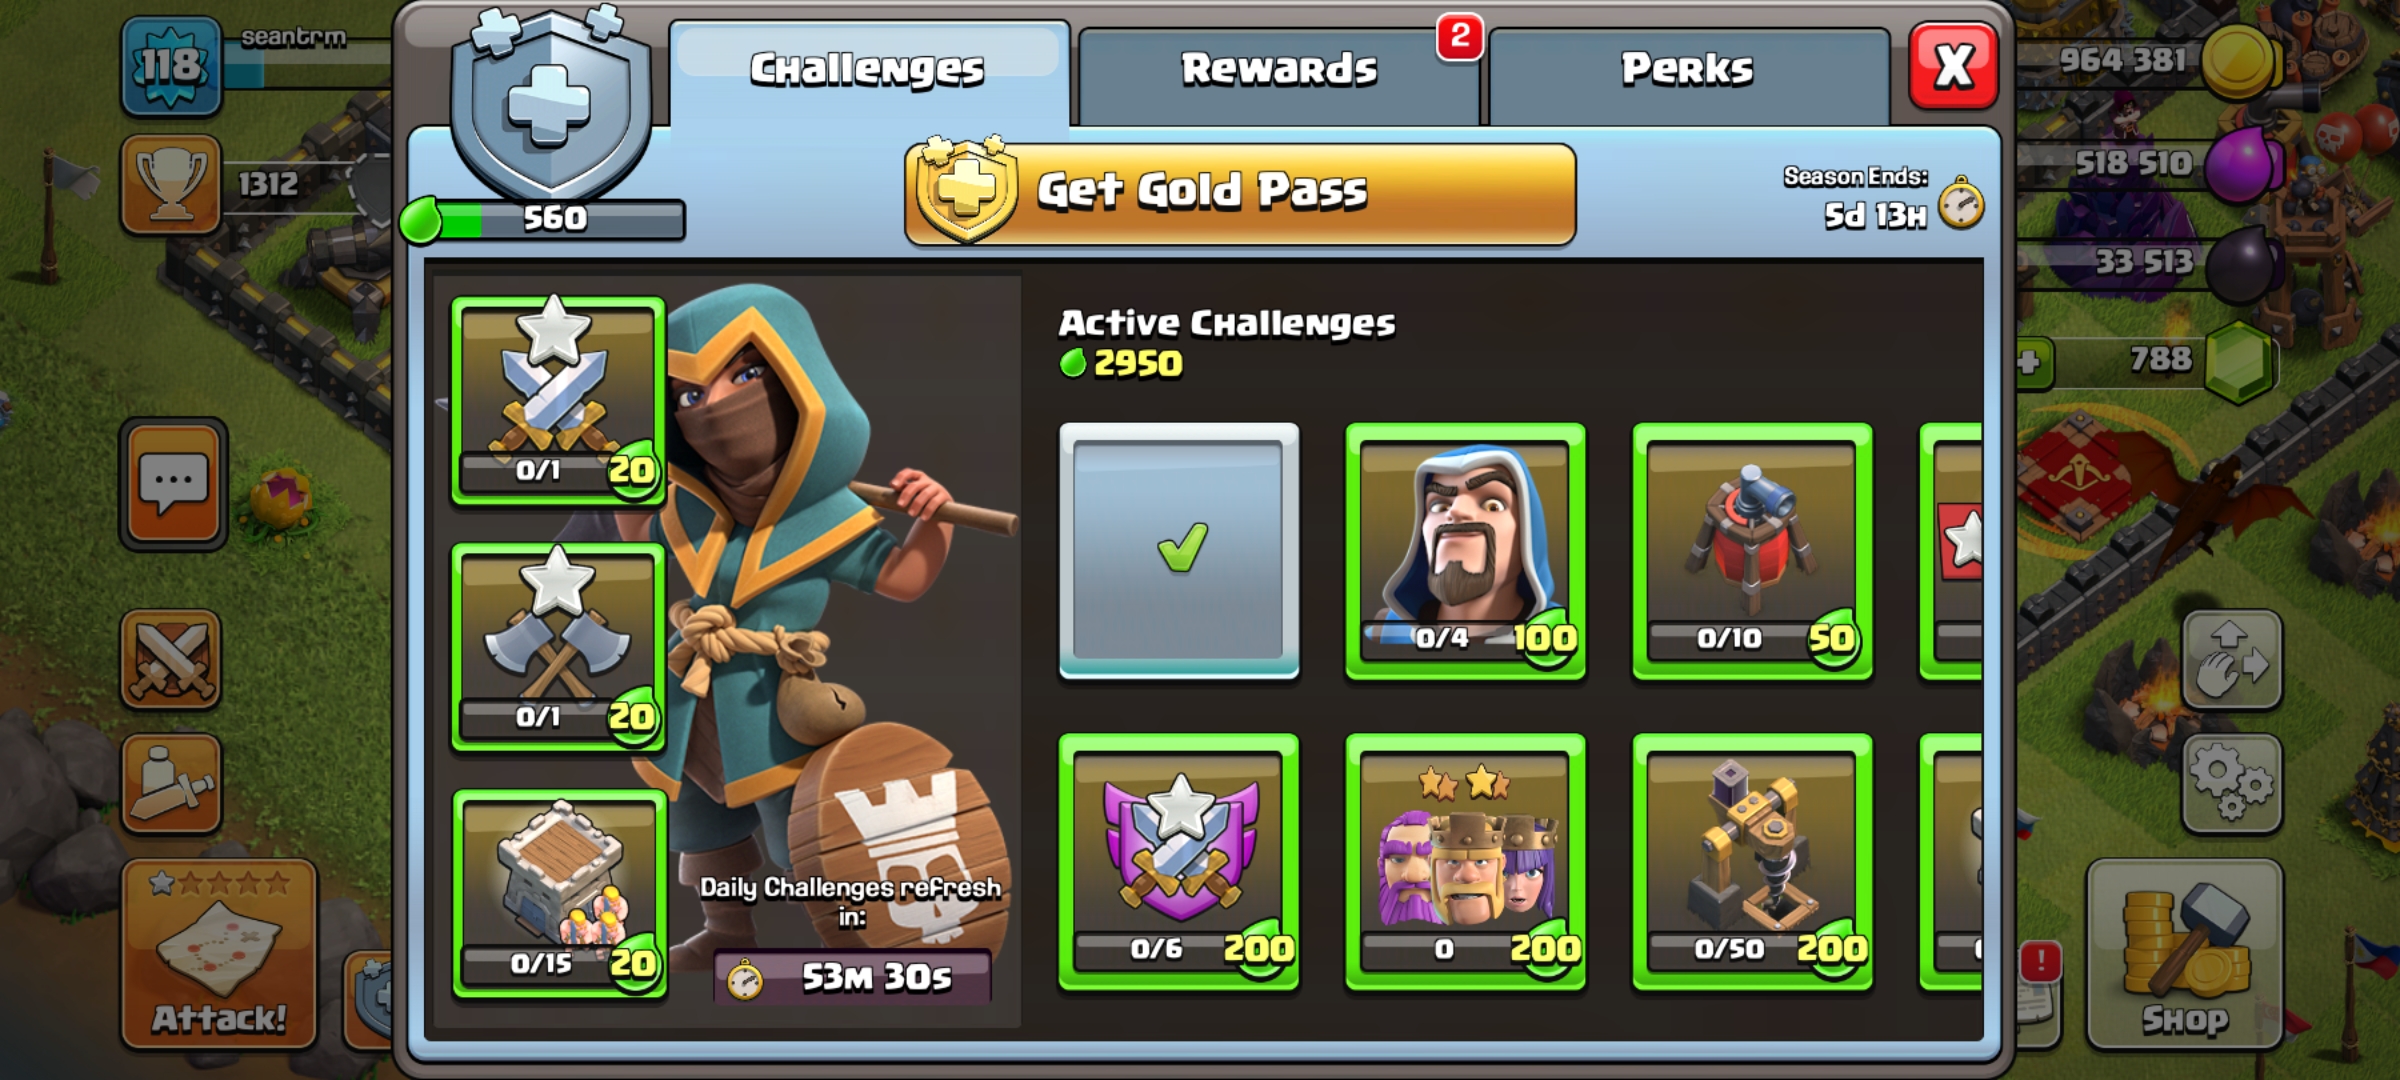 118
seantrm
Challenges
Rewards
2
Perks
X
964 381
1312
560
Get Gold Pass
Season Ends:
5d 13H
518 510
33 513
Active Challenges
2950
788
0/1
20
0/1
20
0/15
20
0/4
100
0/10
50
0/6
200
0
200
0/50
200
Daily Challenges refresh
in:
53M 30s
Attack!
!
Shop